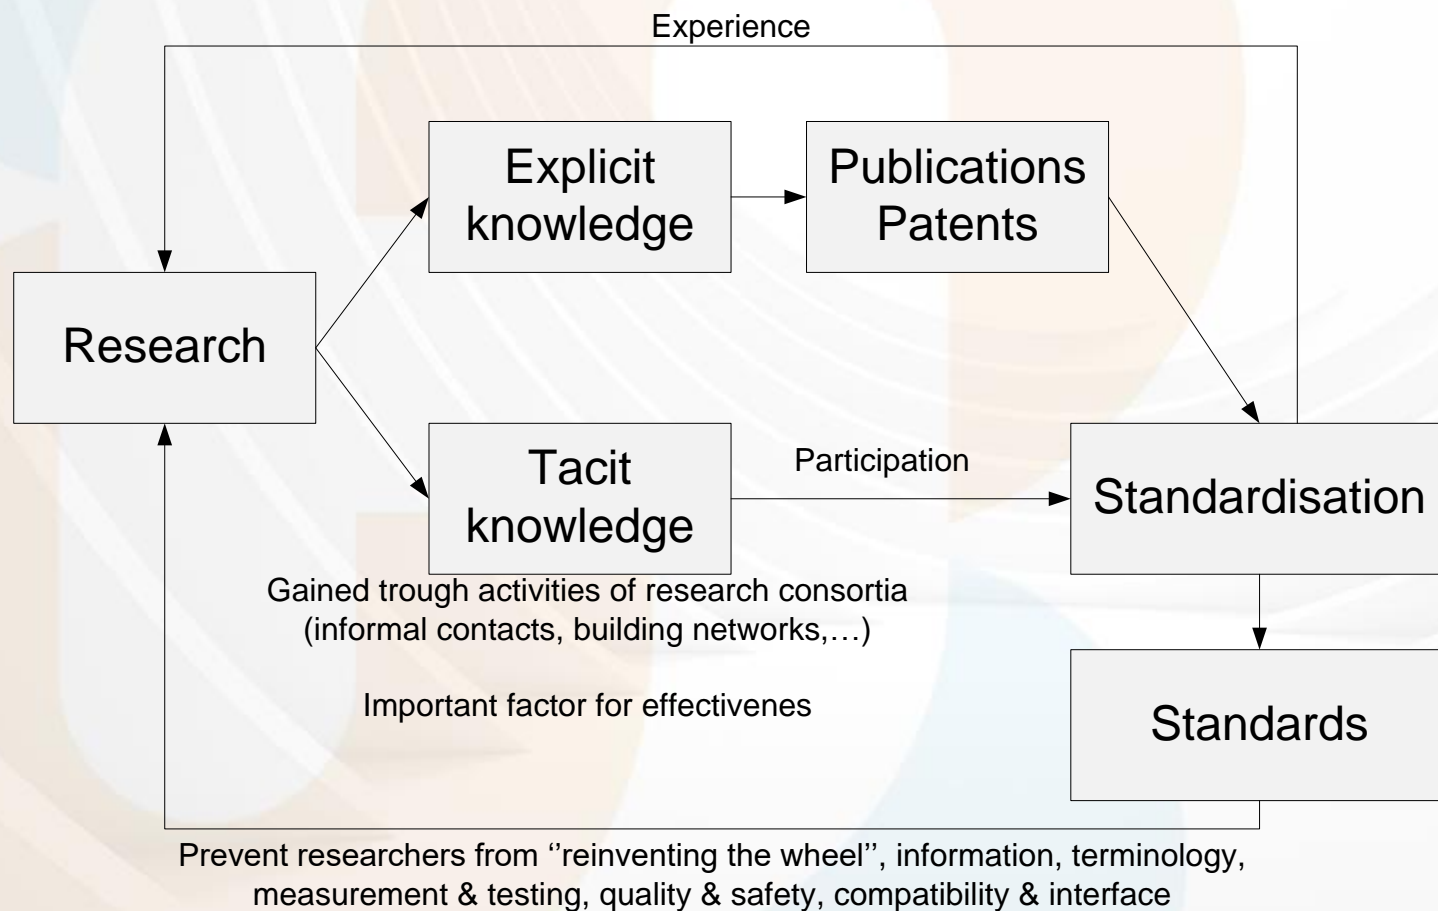 Experience
Explicit
knowledge
Publications
Patents
Research
Tacit
knowledge
Participation
Standardisation
Gained trough activities of research consortia
(informal contacts, building networks,…)
Important factor for effectivenes
Standards
Prevent researchers from ‘’reinventing the wheel’’, information, terminology,
measurement & testing, quality & safety, compatibility & interface